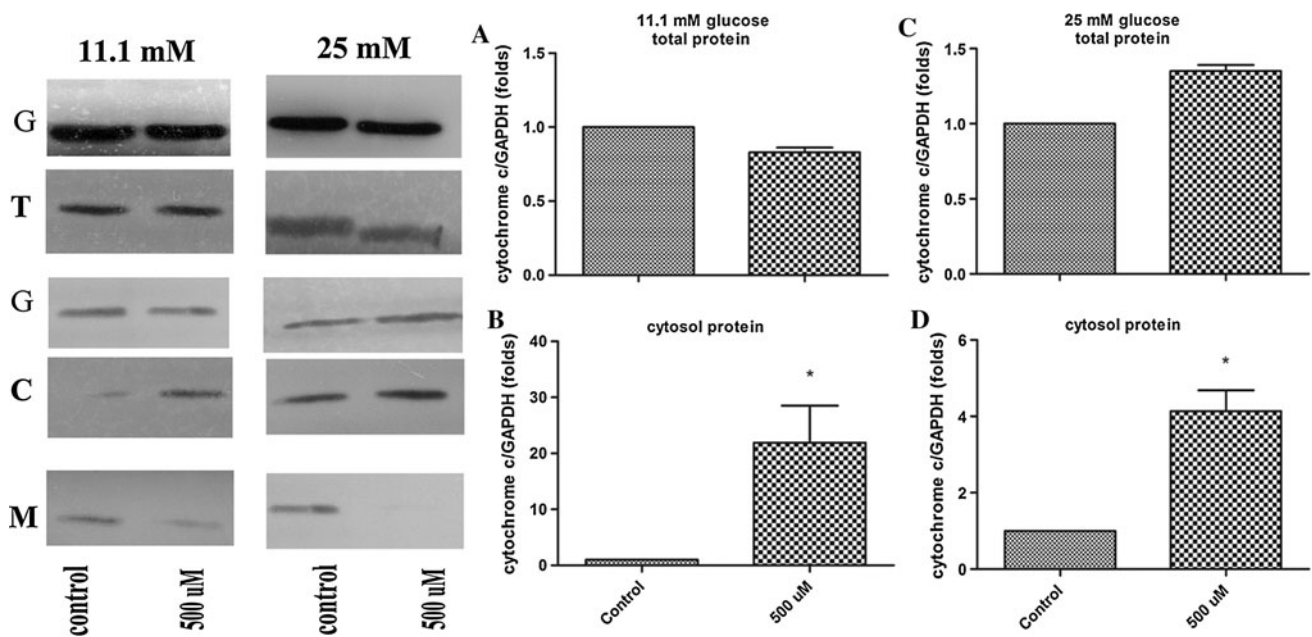 11.1 mM
25 mM
G
T
G
C
M
control
500 uM
control
500 uM
A
11.1 mM glucose
total protein
cytochrome c/GAPDH (folds)
1.5
1.0
0.5
0.0
C
25 mM glucose
total protein
cytochrome c/GAPDH (folds)
1.5
1.0
0.5
0.0
B
cytosol protein
cytochrome c/GAPDH (folds)
40
30
20
10
0
*
Control
500 uM
D
cytosol protein
cytochrome c/GAPDH (folds)
6
4
2
0
*
Control
500 uM